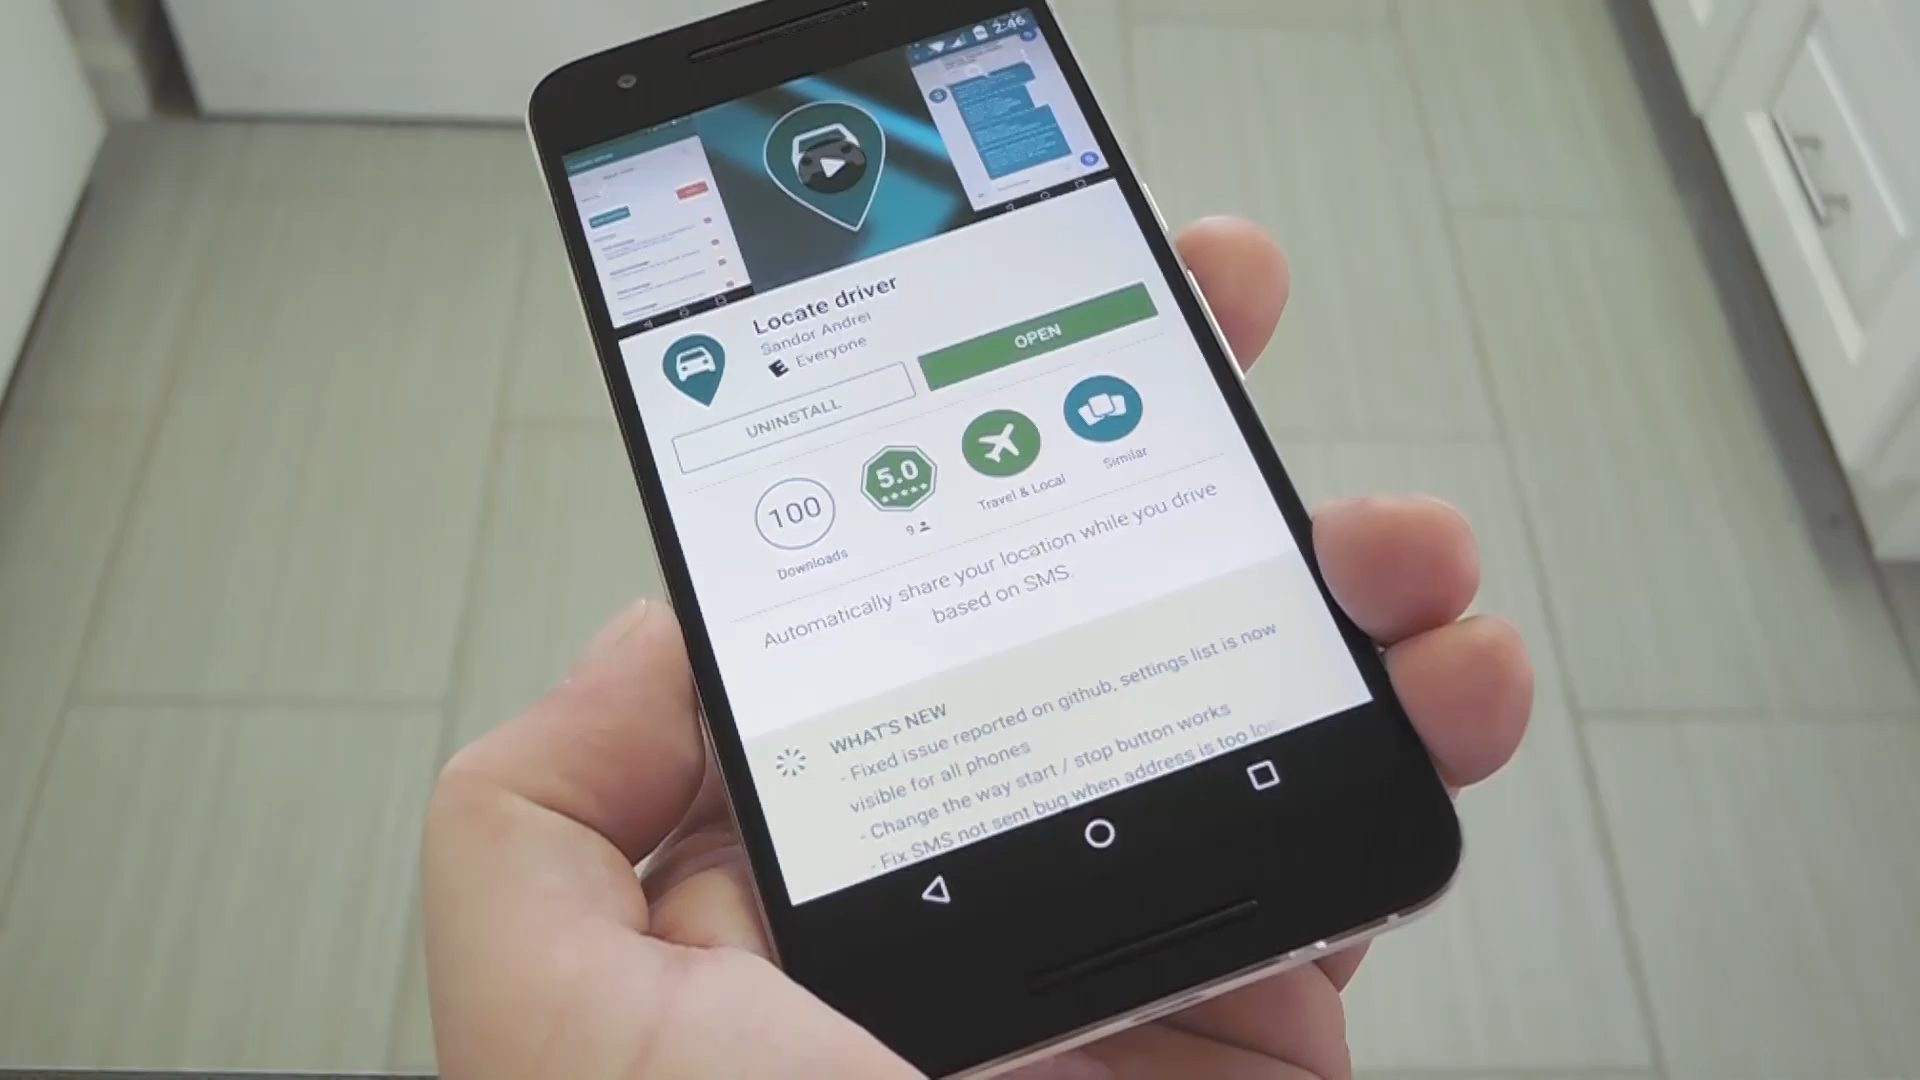 2:46
Locate driver
Sandor Andrei
E Everyone
UNINSTALL
OPEN
100
Downloads
5.0
9
Travel & Local
Similar
Automatically share your location while you drive
based on SMS.
WHAT'S NEW
- Fixed issue reported on github, settings list is now
visible for all phones
- Change the way start / stop button works
- Fix SMS not sent bug when address is too